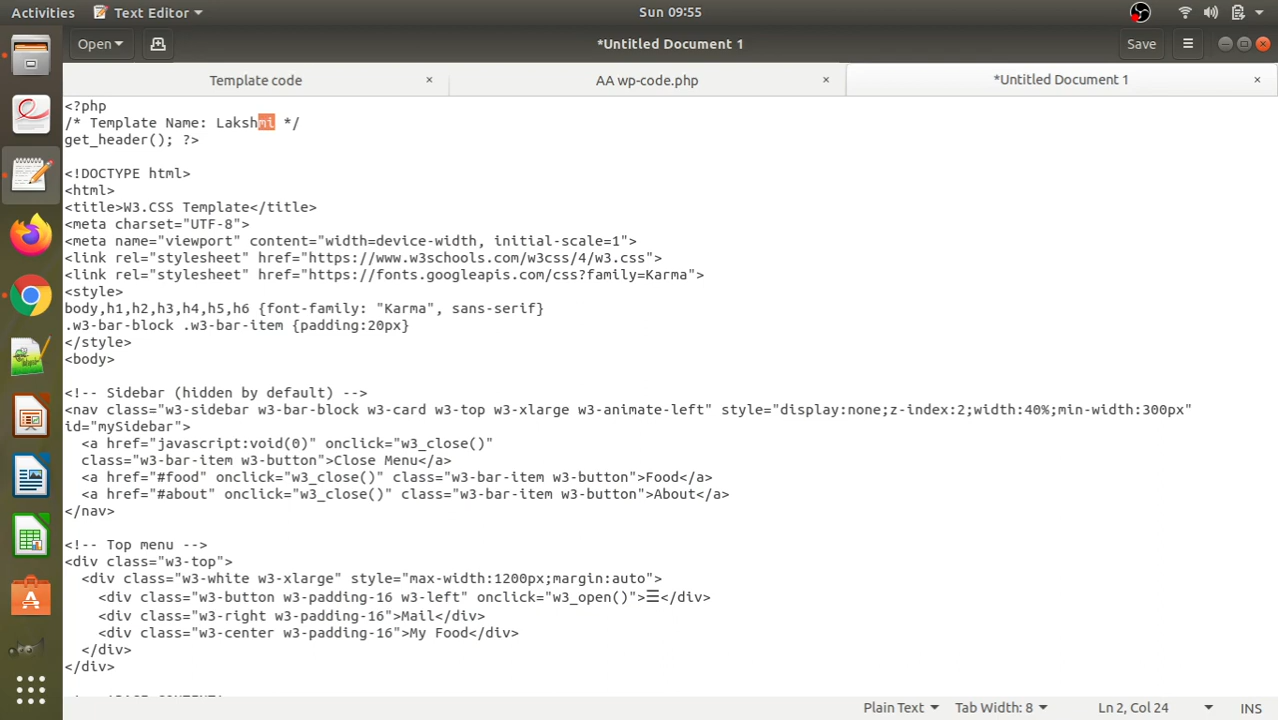 Activities Text Editor Sun 09:55
Open *Untitled Document 1 Save
Template code AA wp-code.php *Untitled Document 1
<?php
/* Template Name: Lakshmi */
get_header(); ?>
<!DOCTYPE html>
<html>
<title>W3.CSS Template</title>
<meta charset="UTF-8">
<meta name="viewport" content="width=device-width, initial-scale=1">
<link rel="stylesheet" href="https://www.w3schools.com/w3css/4/w3.css">
<link rel="stylesheet" href="https://fonts.googleapis.com/css?family=Karma">
<style>
body,h1,h2,h3,h4,h5,h6 {font-family: "Karma", sans-serif}
.w3-bar-block .w3-bar-item {padding:20px}
</style>
<body>
<!-- Sidebar (hidden by default) -->
<nav class="w3-sidebar w3-bar-block w3-card w3-top w3-xlarge w3-animate-left" style="display:none;z-index:2;width:40%;min-width:300px"
id="mySidebar">
<a href="javascript:void(0)" onclick="w3_close()"
class="w3-bar-item w3-button">Close Menu</a>
<a href="#food" onclick="w3_close()" class="w3-bar-item w3-button">Food</a>
<a href="#about" onclick="w3_close()" class="w3-bar-item w3-button">About</a>
</nav>
<!-- Top menu -->
<div class="w3-top">
<div class="w3-white w3-xlarge" style="max-width:1200px;margin:auto">
<div class="w3-button w3-padding-16 w3-left" onclick="w3_open()">☰</div>
<div class="w3-right w3-padding-16">Mail</div>
<div class="w3-center w3-padding-16">My Food</div>
</div>
</div>
Plain Text Tab Width: 8 Ln 2, Col 24 INS